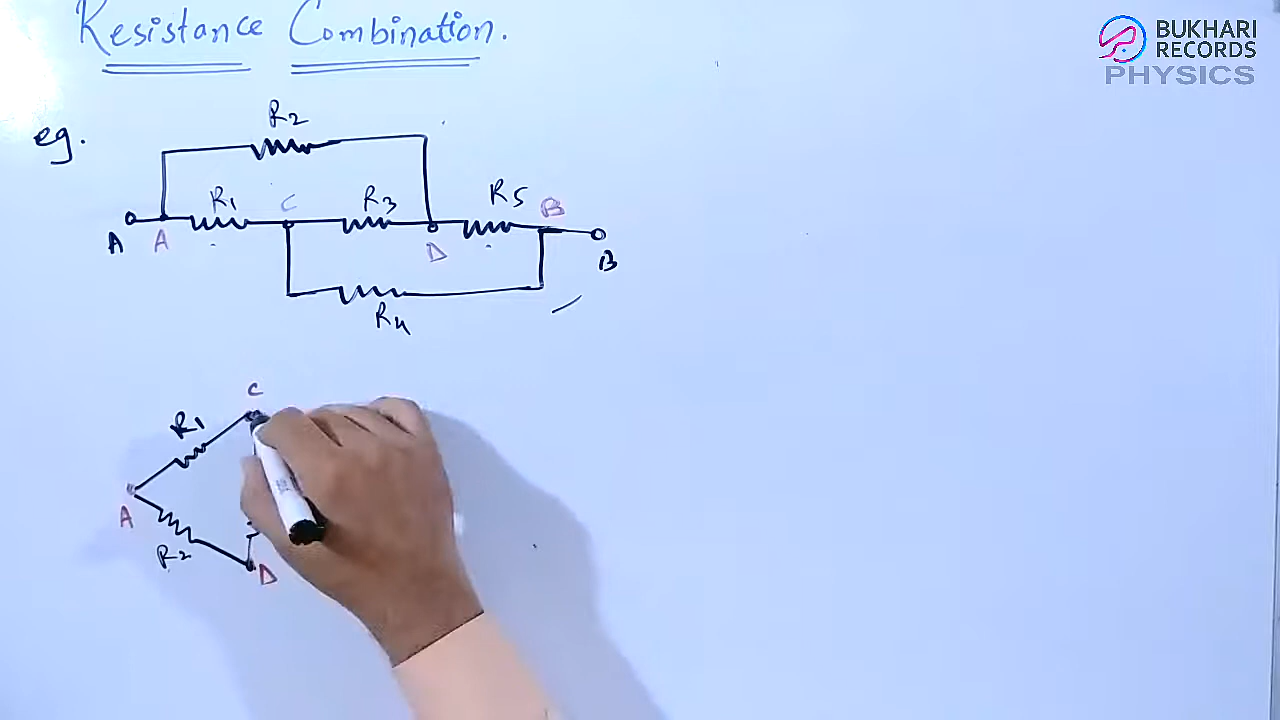 Resistance Combination.
BUKHARI
RECORDS
PHYSICS
eg.
R2
R1 C R3 R5 B
A A D B
R4
C
R1
A
R2
D